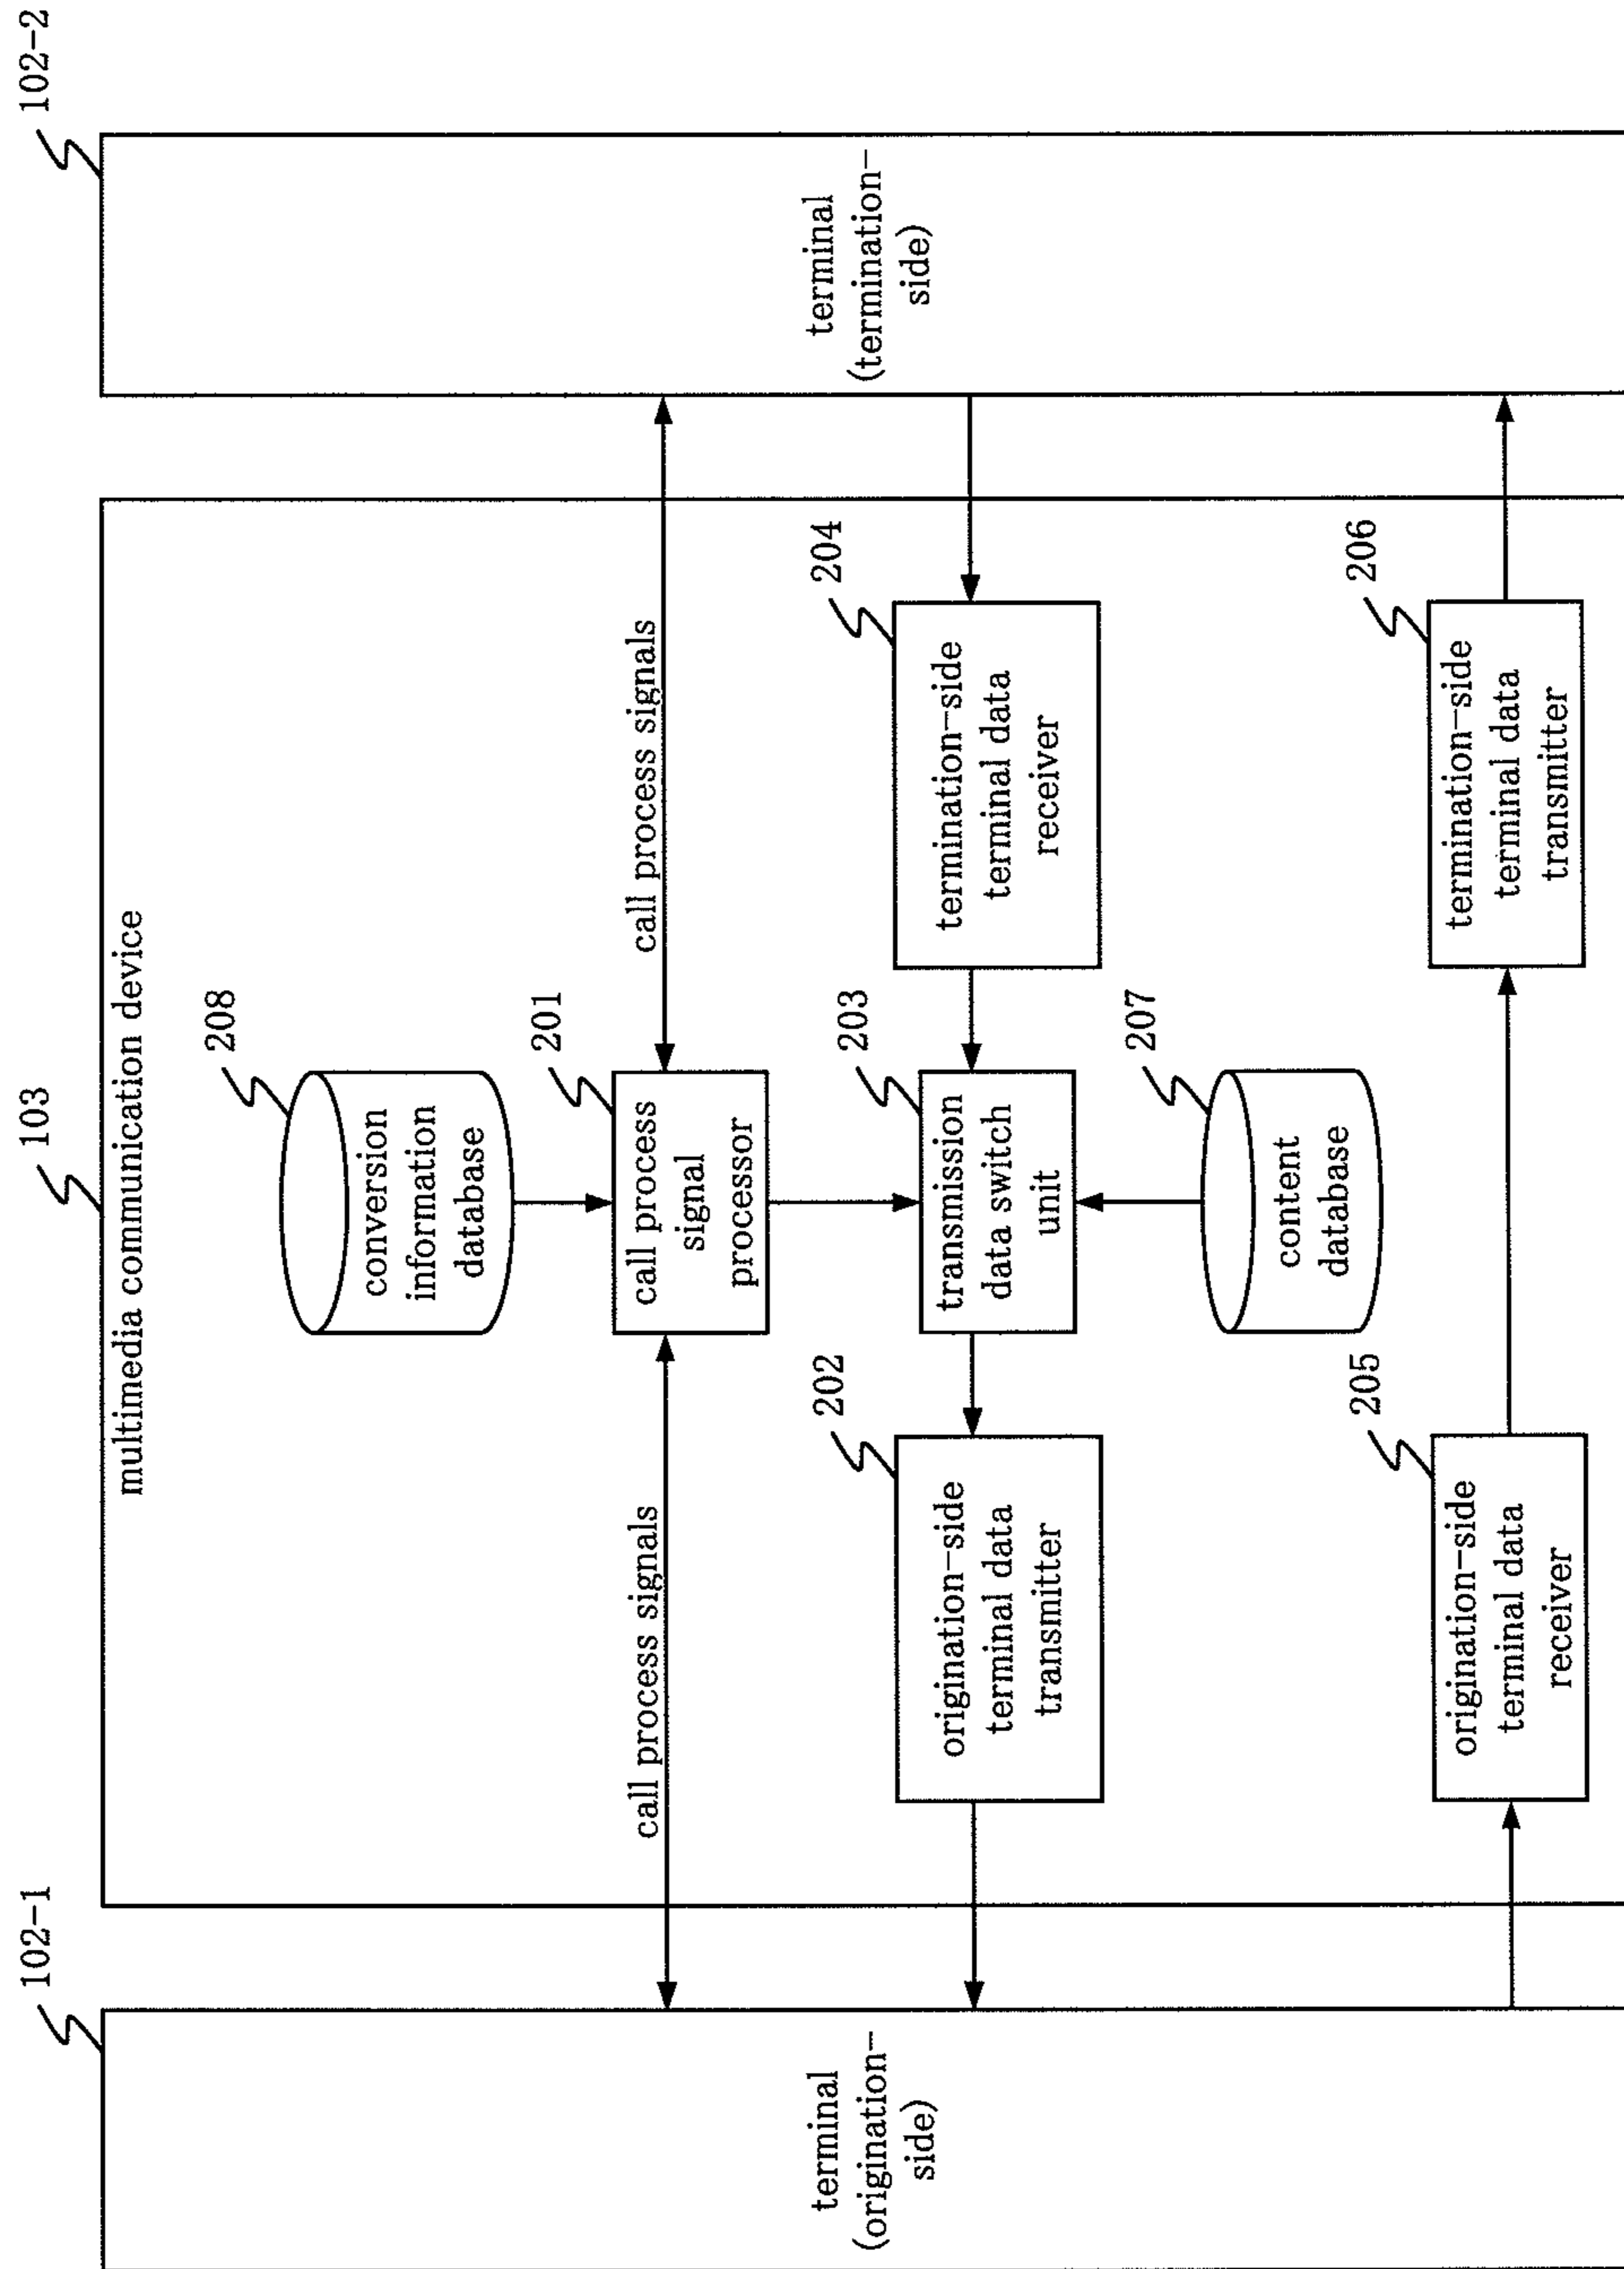 102-1
103
102-2
terminal
(origination-
side)
multimedia communication device
terminal
(termination-
side)
208
conversion
information
database
call process signals
201
call process
signal
processor
call process signals
202
origination-side
terminal data
transmitter
203
transmission
data switch
unit
204
termination-side
terminal data
receiver
207
content
database
205
origination-side
terminal data
receiver
206
termination-side
terminal data
transmitter